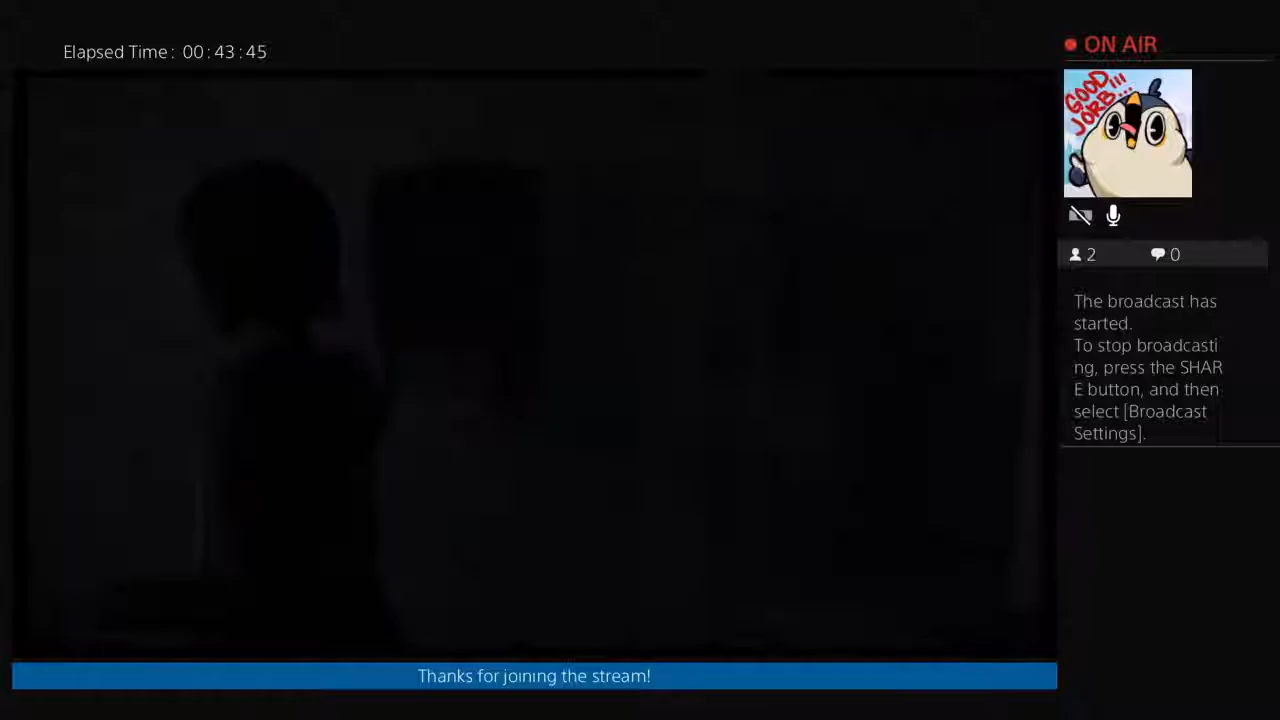 Elapsed Time: 00:43:45
ON AIR
GOOD
JORB!!!...
2
0
The broadcast has
started.
To stop broadcasti
ng, press the SHAR
E button, and then
select [Broadcast
Settings].
Thanks for joining the stream!